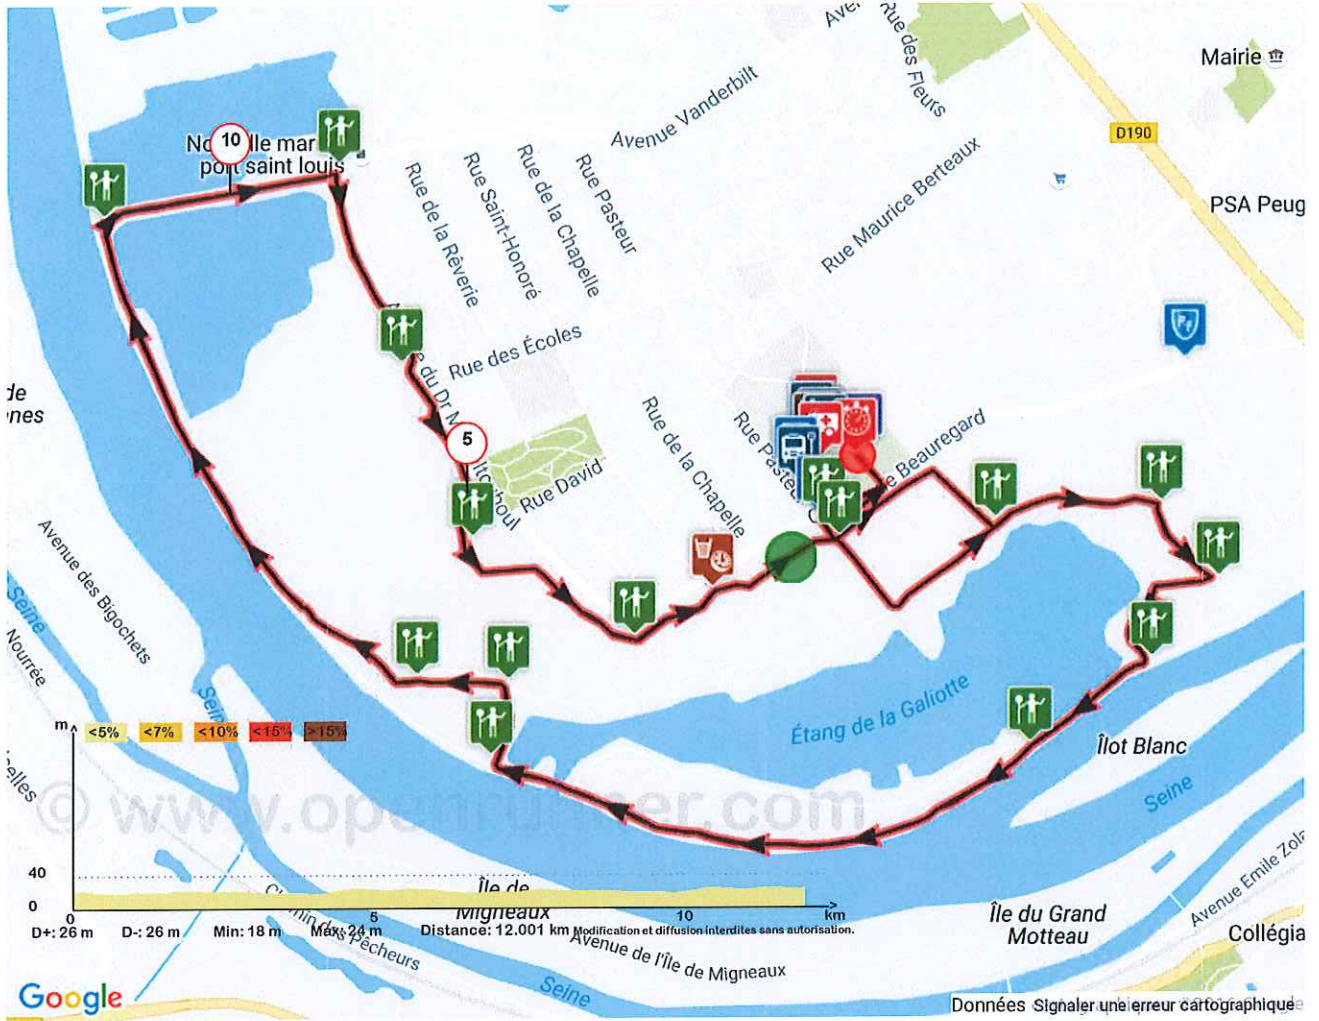 Rue des Fleurs
Mairie
Avenue Vanderbilt
D190
10
port saint louis
Rue de la Rêverie
Rue Saint-Honoré
Rue de la Chapelle
Rue Pasteur
Rue Maurice Berteaux
PSA Peug
Rue des Écoles
de
nnes
5
Rue David
Rue de la Chapelle
Beauregard
Avenue des Bigochets
Seine
Nourrée
Seine
Étang de la Galiotte
Îlot Blanc
Seine
m
<5%
<7%
<10%
<15%
>15%
© www.openrunner.com
40
0
0
5
10
km
Île de
Migneaux
D+: 26 m
D-: 26 m
Min: 18 m
Max: 24 m
Distance: 12.001 km
Modification et diffusion interdites sans autorisation.
Chemin des Pêcheurs
Avenue de l'Île de Migneaux
Île du Grand
Motteau
Avenue Emile Zola
Collégia
Seine
Google
Données
Signaler une erreur cartographique